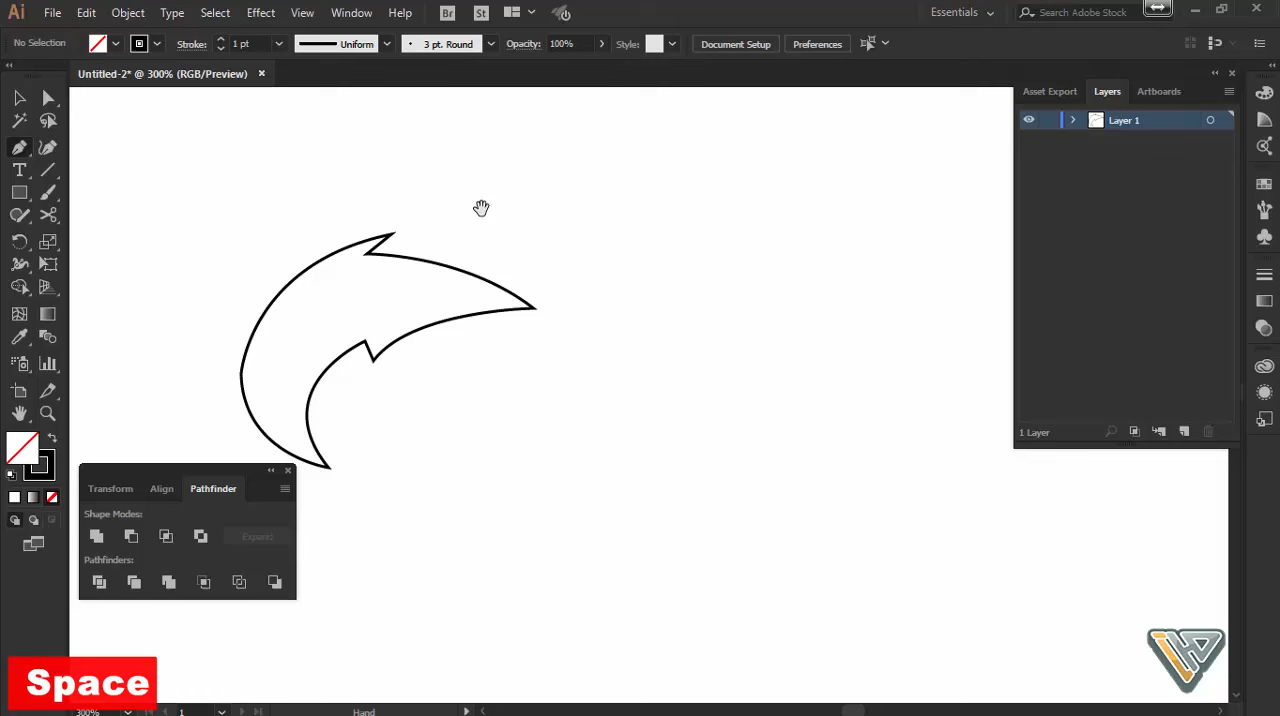 Ai File Edit Object Type Select Effect View Window Help Br St Essentials Search Adobe Stock
No Selection Stroke: 1 pt Uniform 3 pt. Round Opacity: 100% Style: Document Setup Preferences
Untitled-2* @ 300% (RGB/Preview)
Asset Export Layers Artboards
Layer 1
1 Layer
Transform Align Pathfinder
Shape Modes:
Expand
Pathfinders:
Space
300% 1 Hand